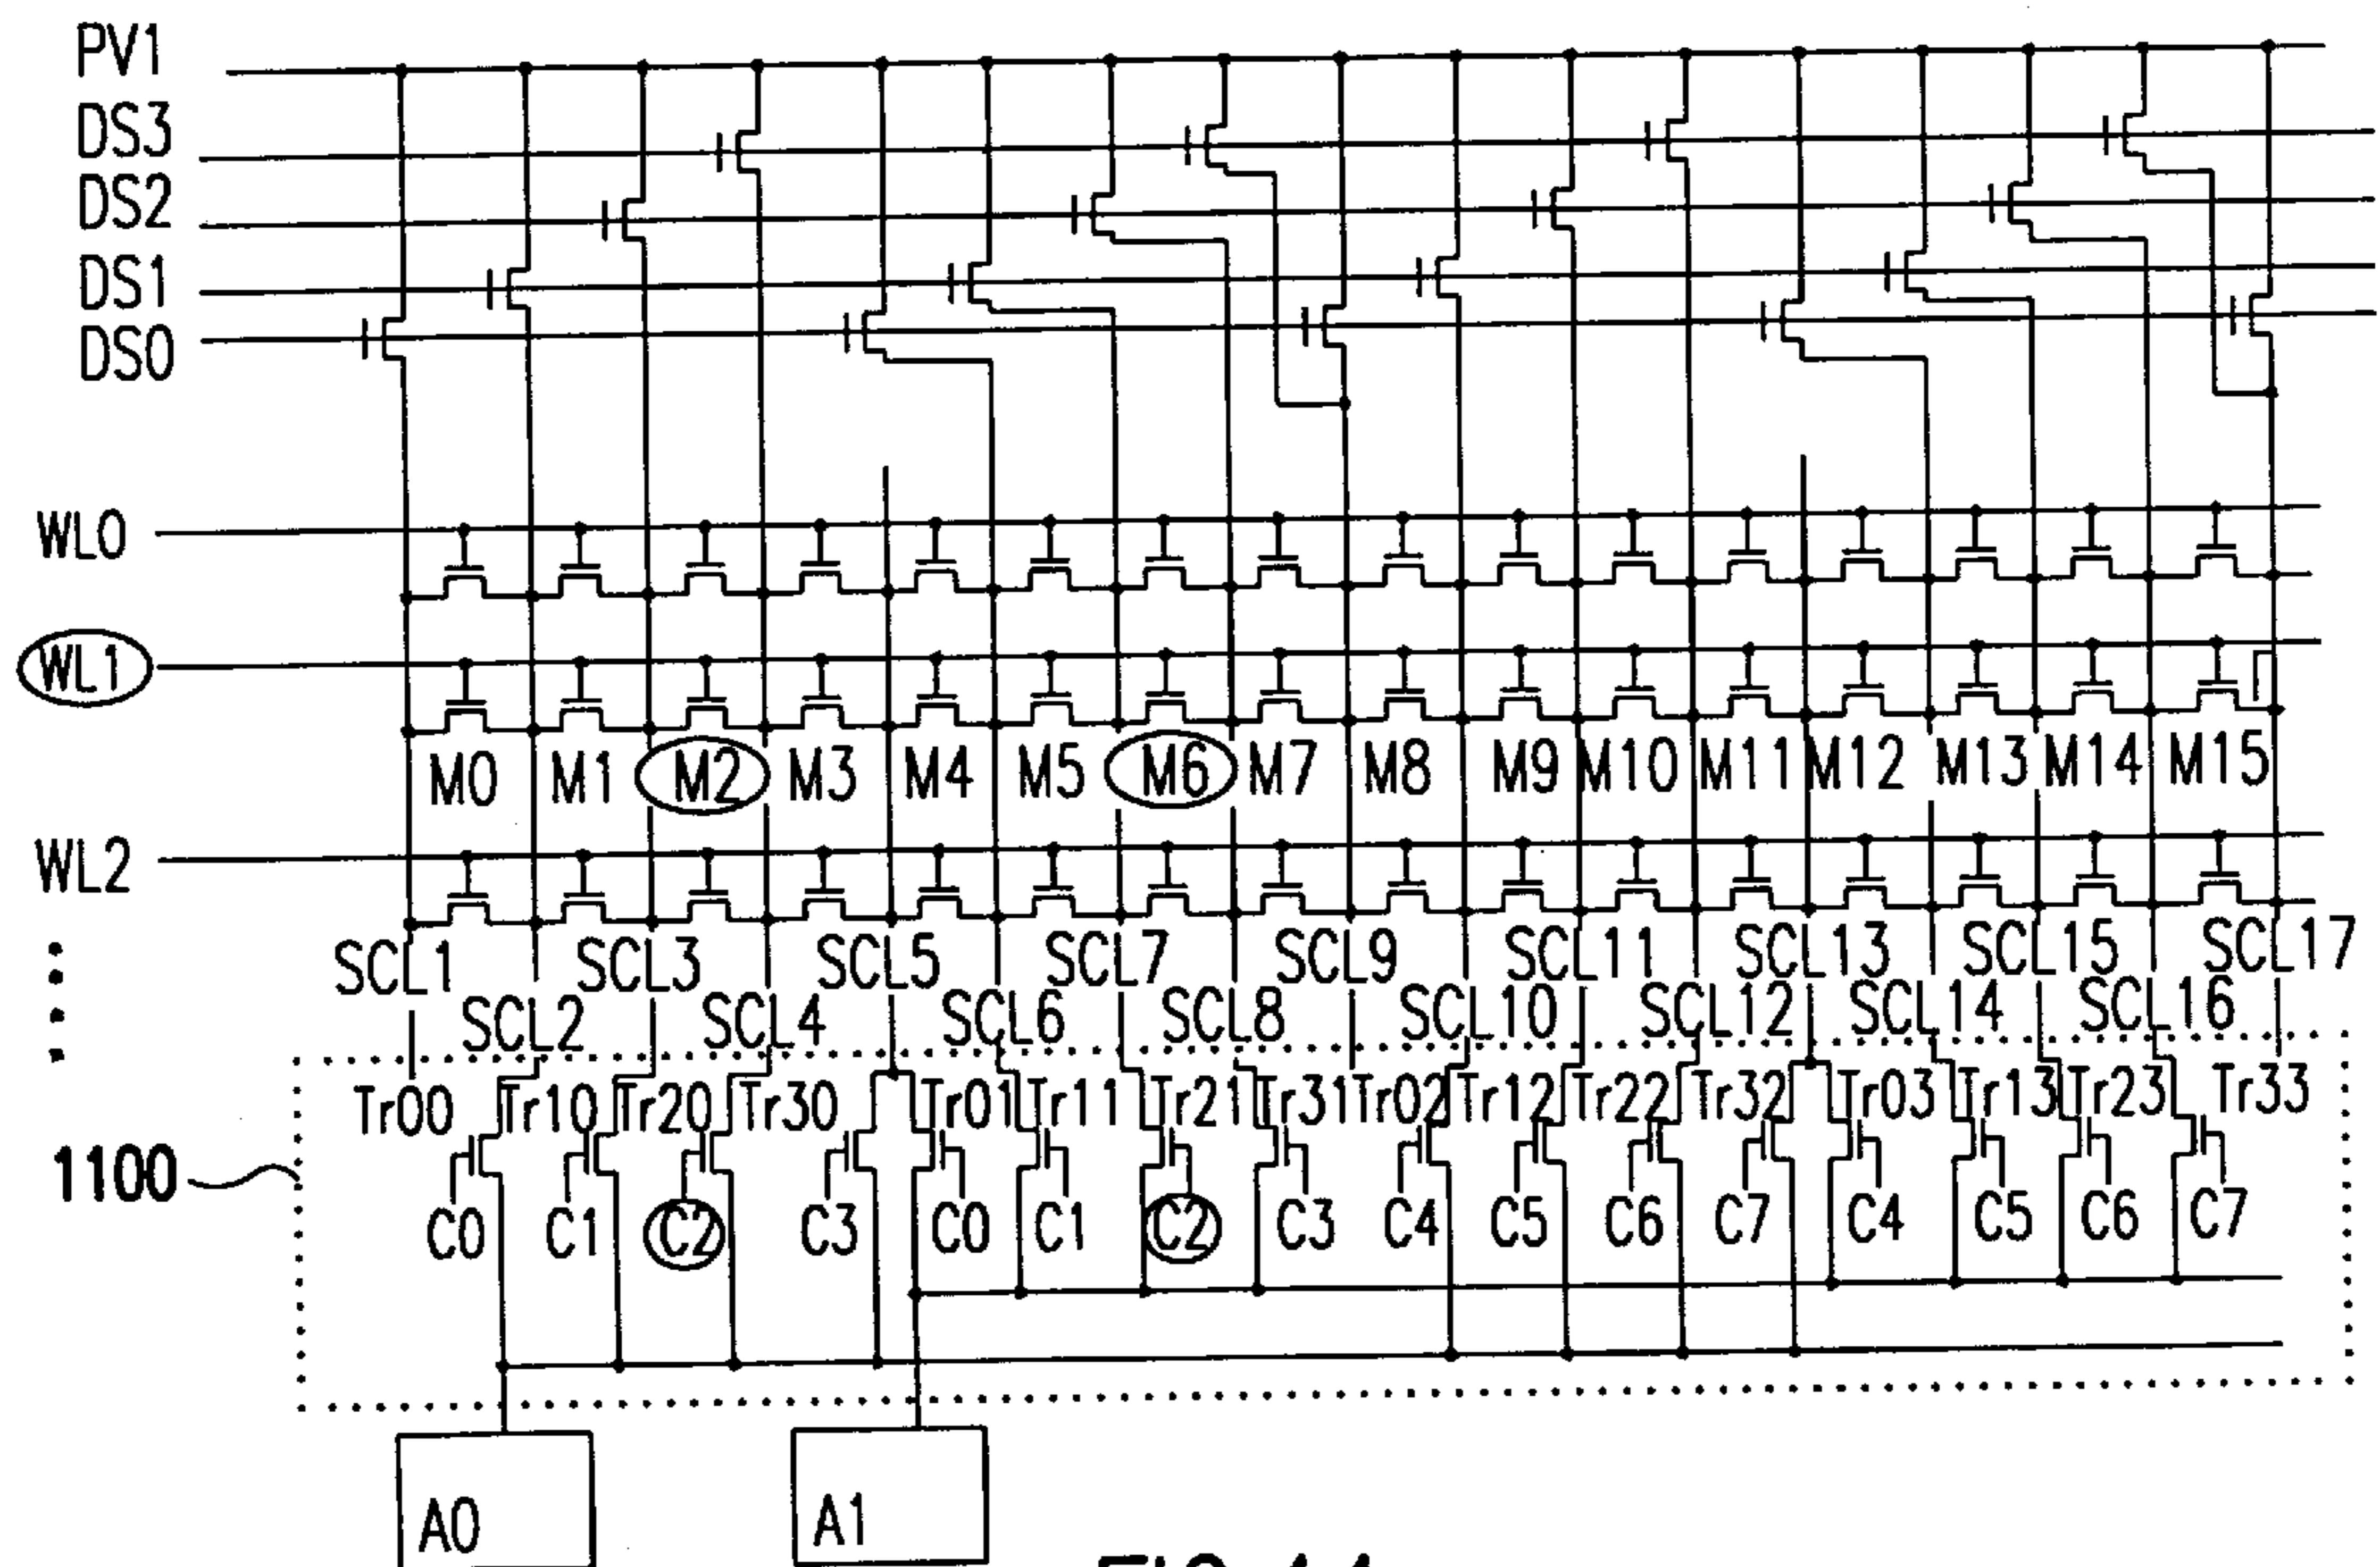 PV1
DS3
DS2
DS1
DS0
WL0
WL1
M0 M1 M2 M3 M4 M5 M6 M7 M8 M9 M10 M11 M12 M13 M14 M15
WL2
SCL1 SCL3 SCL5 SCL7 SCL9 SCL11 SCL13 SCL15 SCL17
SCL2 SCL4 SCL6 SCL8 SCL10 SCL12 SCL14 SCL16
Tr00 Tr10 Tr20 Tr30 Tr01 Tr11 Tr21 Tr31 Tr02 Tr12 Tr22 Tr32 Tr03 Tr13 Tr23 Tr33
1100
C0 C1 C2 C3 C0 C1 C2 C3 C4 C5 C6 C7 C4 C5 C6 C7
A0 A1